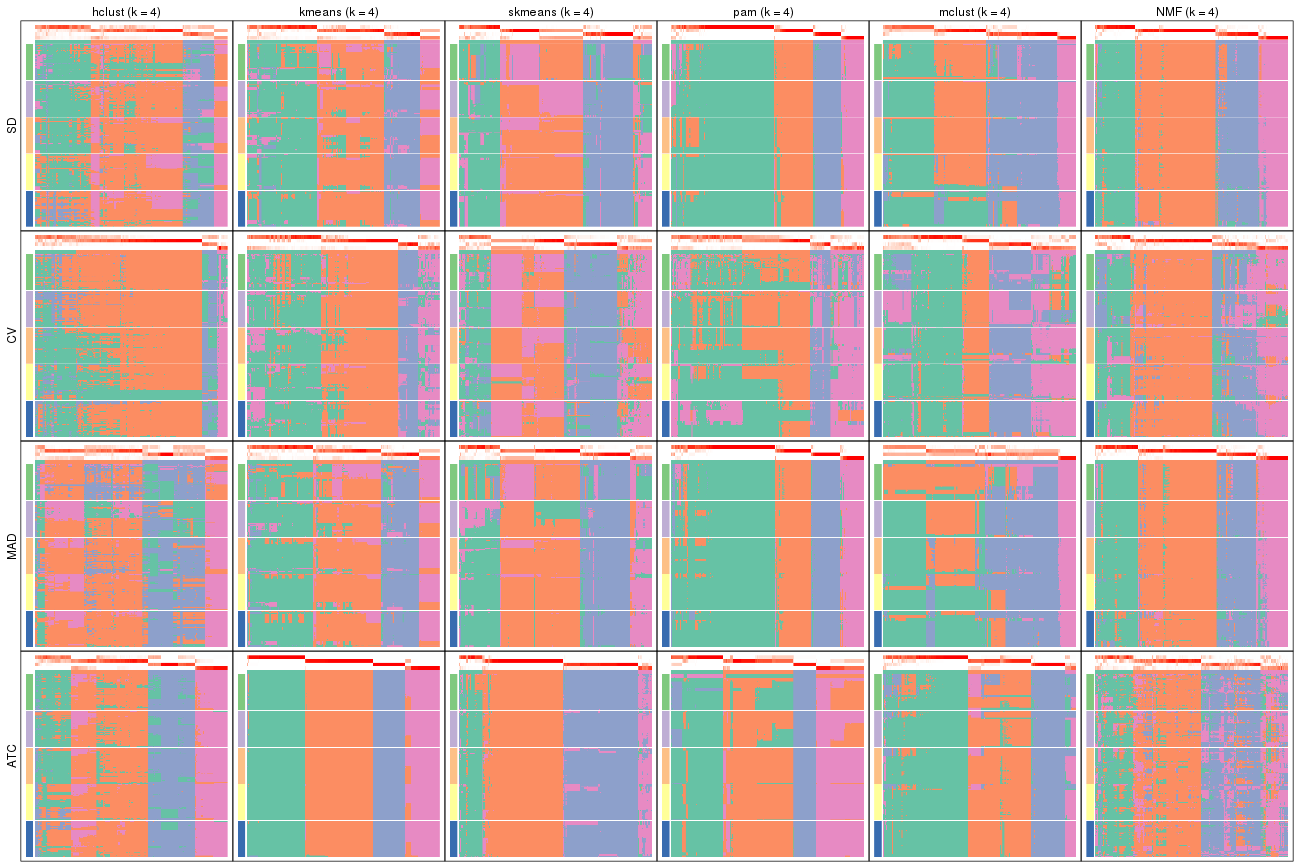 hclust (k = 4) kmeans (k = 4) skmeans (k = 4) pam (k = 4) mclust (k = 4) NMF (k = 4)
SD
CV
MAD
ATC